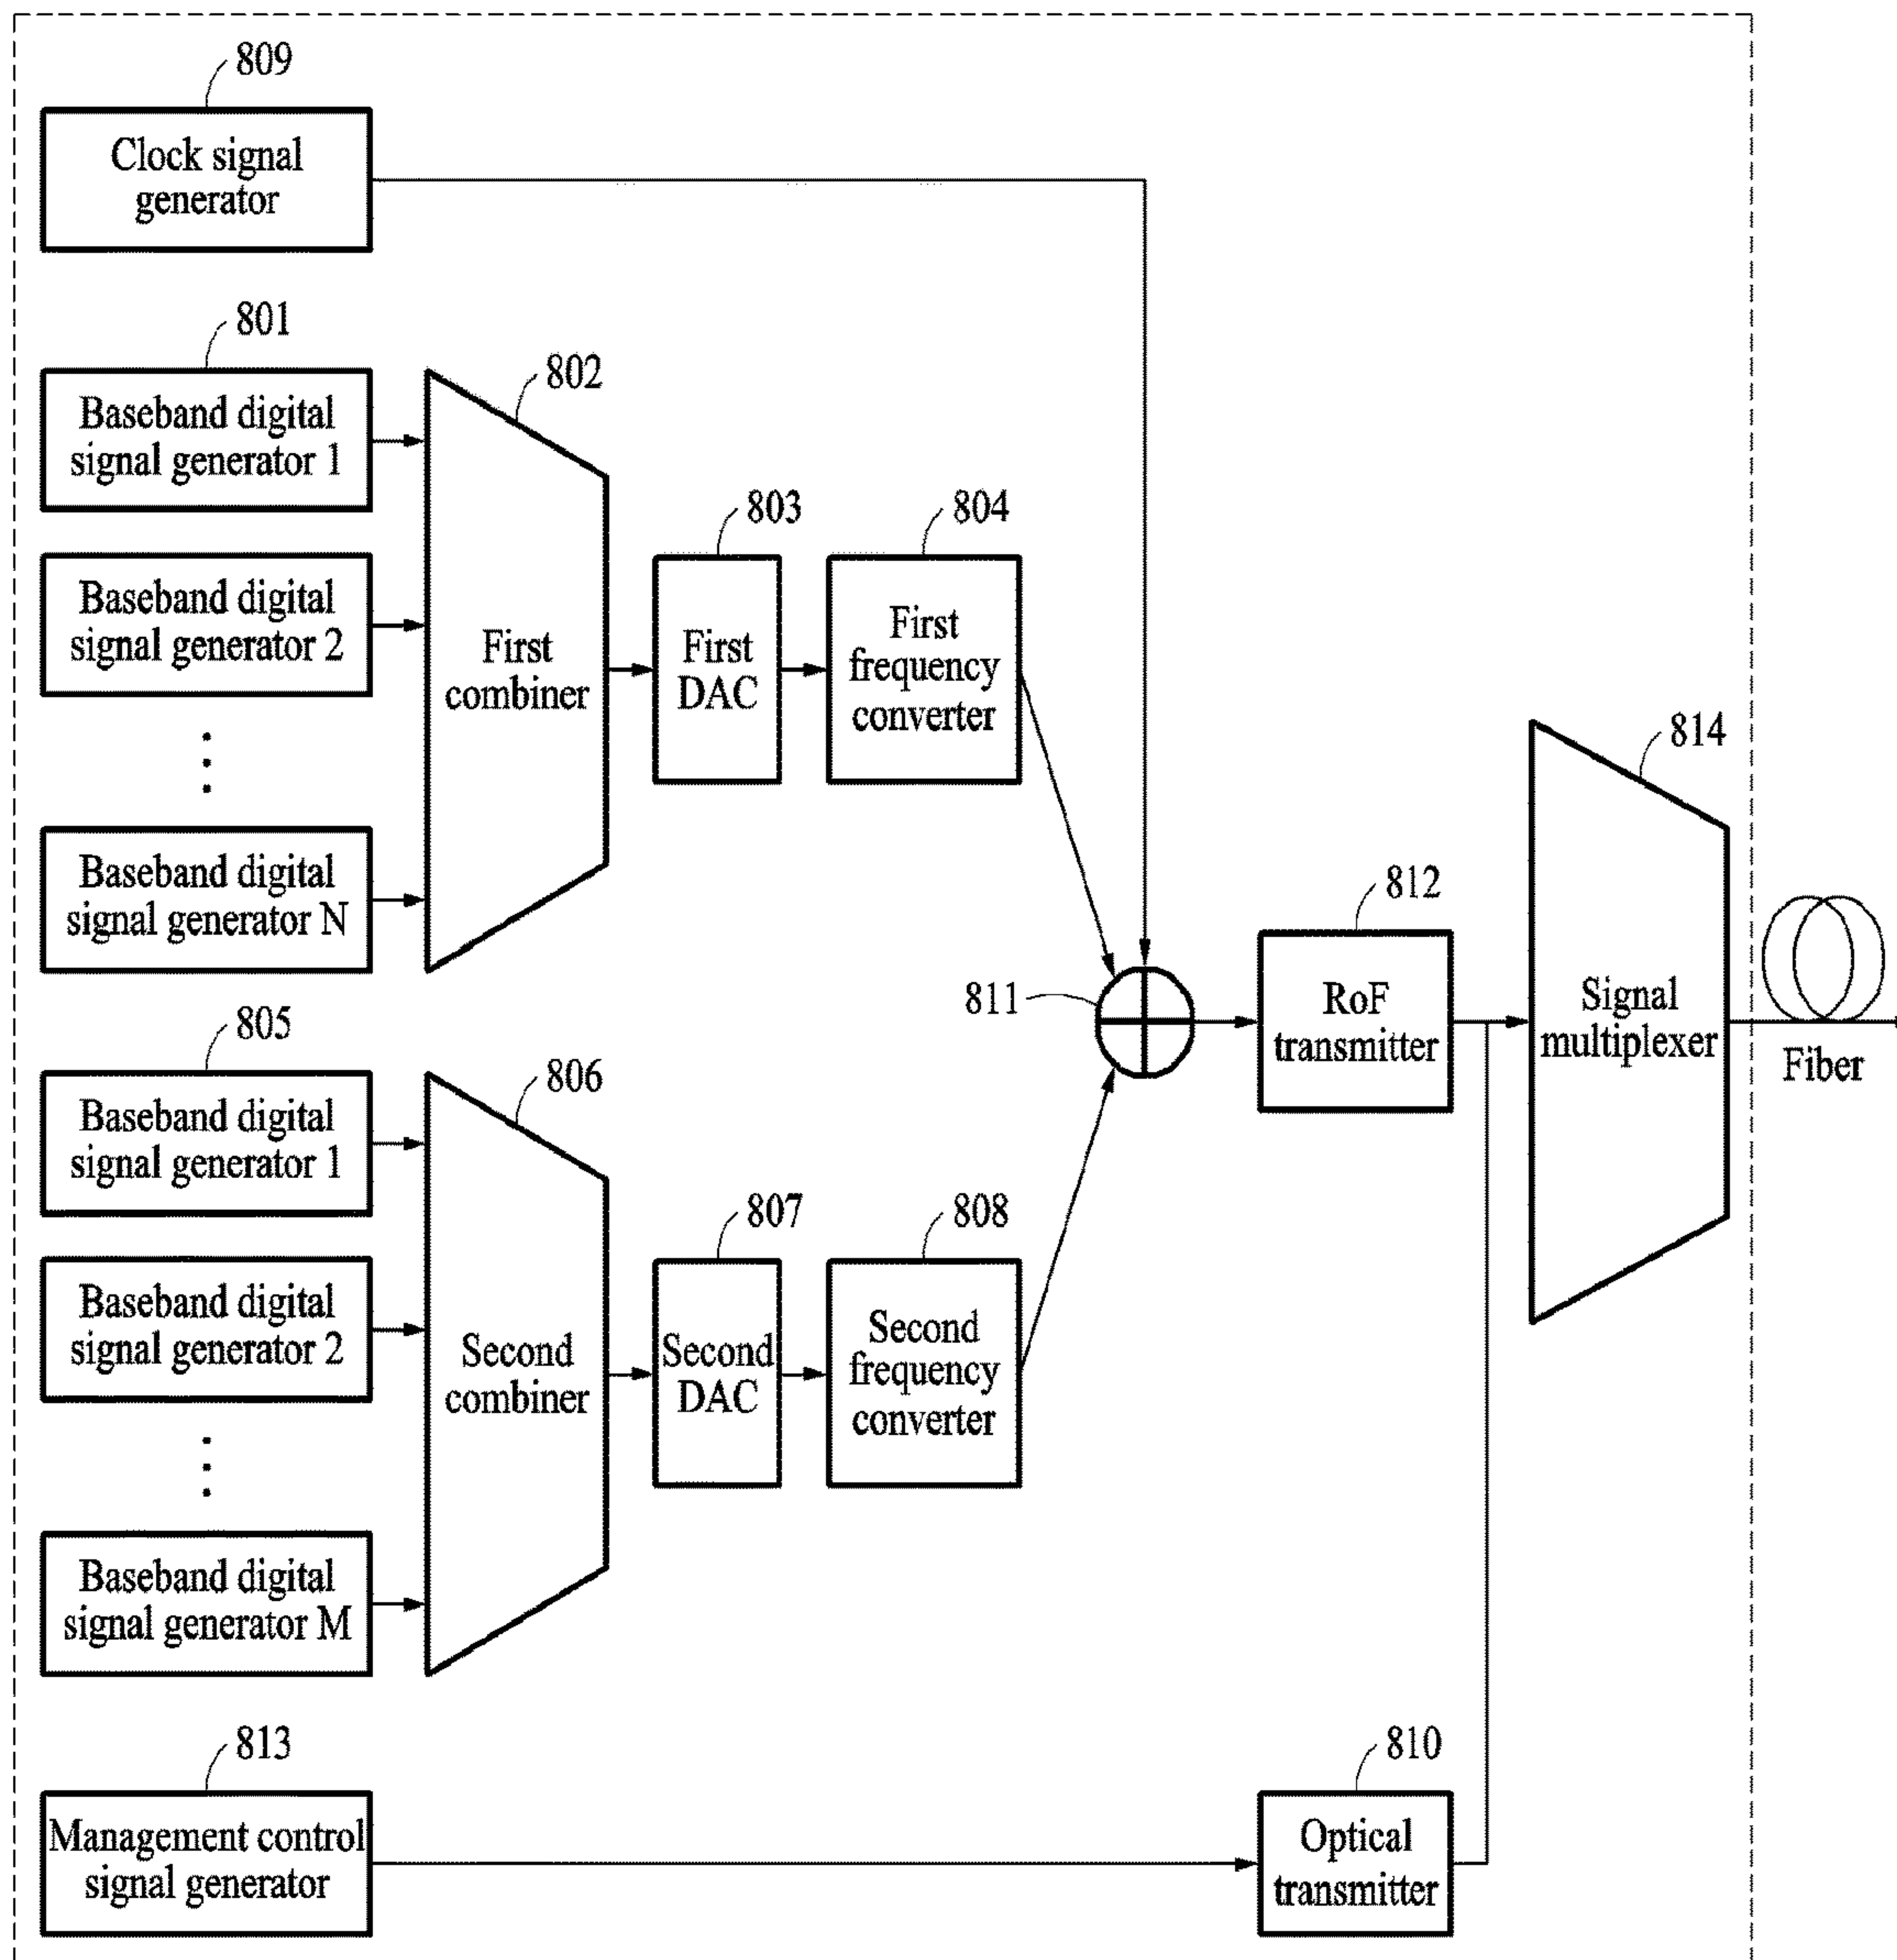 809
Clock signal
generator
801
Baseband digital
signal generator 1
802
Baseband digital
signal generator 2
Baseband digital
signal generator N
First
combiner
803
First
DAC
804
First
frequency
converter
805
Baseband digital
signal generator 1
806
Baseband digital
signal generator 2
Baseband digital
signal generator M
Second
combiner
807
Second
DAC
808
Second
frequency
converter
811
812
RoF
transmitter
814
Signal
multiplexer
Fiber
813
Management control
signal generator
810
Optical
transmitter